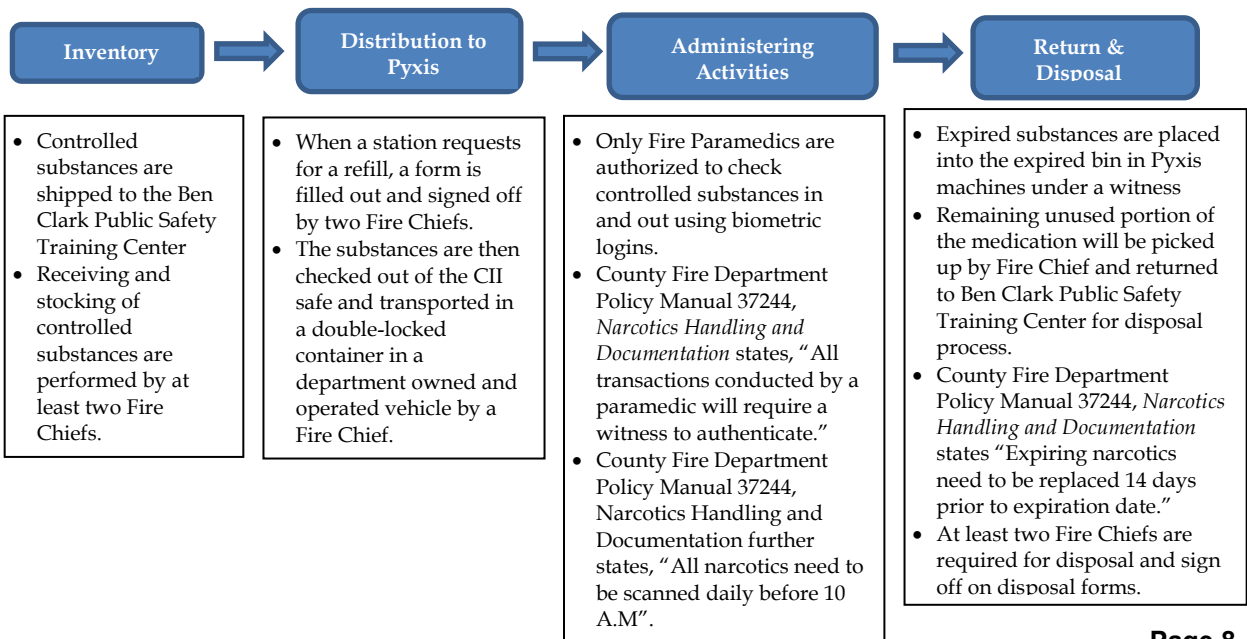 Inventory
Distribution to
Pyxis
Administering
Activities
Return &
Disposal
• Controlled
substances are
shipped to the Ben
Clark Public Safety
Training Center
• Receiving and
stocking of
controlled
substances are
performed by at
least two Fire
Chiefs.
• When a station requests
for a refill, a form is
filled out and signed off
by two Fire Chiefs.
• The substances are then
checked out of the CII
safe and transported in
a double-locked
container in a
department owned and
operated vehicle by a
Fire Chief.
• Only Fire Paramedics are
authorized to check
controlled substances in
and out using biometric
logins.
• County Fire Department
Policy Manual 37244,
Narcotics Handling and
Documentation states, “All
transactions conducted by a
paramedic will require a
witness to authenticate.”
• County Fire Department
Policy Manual 37244,
Narcotics Handling and
Documentation further
states, “All narcotics need to
be scanned daily before 10
A.M”.
• Expired substances are placed
into the expired bin in Pyxis
machines under a witness
• Remaining unused portion of
the medication will be picked
up by Fire Chief and returned
to Ben Clark Public Safety
Training Center for disposal
process.
• County Fire Department
Policy Manual 37244, Narcotics
Handling and Documentation
states “Expiring narcotics
need to be replaced 14 days
prior to expiration date.”
• At least two Fire Chiefs are
required for disposal and sign
off on disposal forms.
Page 8